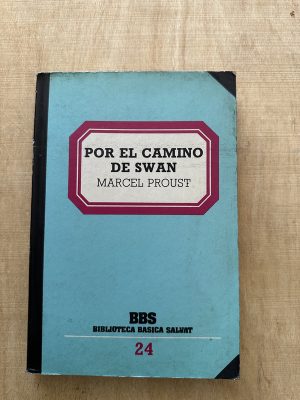 POR EL CAMINO
DE SWAN
MARCEL PROUST
BBS
BIBLIOTECA BASICA SALVAT
24